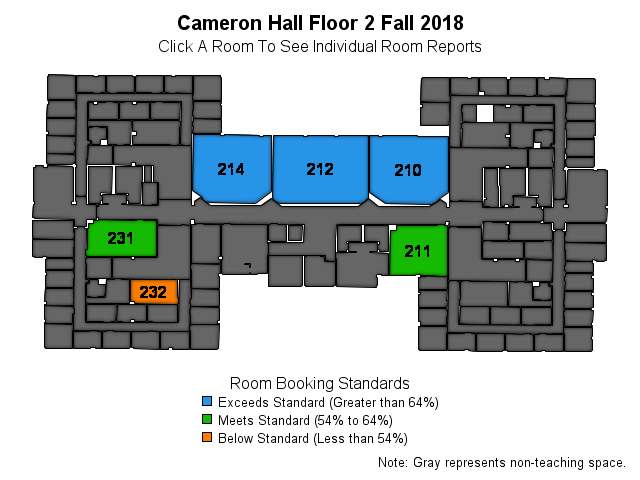 Cameron Hall Floor 2 Fall 2018
Click A Room To See Individual Room Reports
214
212
210
231
211
232
Room Booking Standards
Exceeds Standard (Greater than 64%)
Meets Standard (54% to 64%)
Below Standard (Less than 54%)
Note: Gray represents non-teaching space.